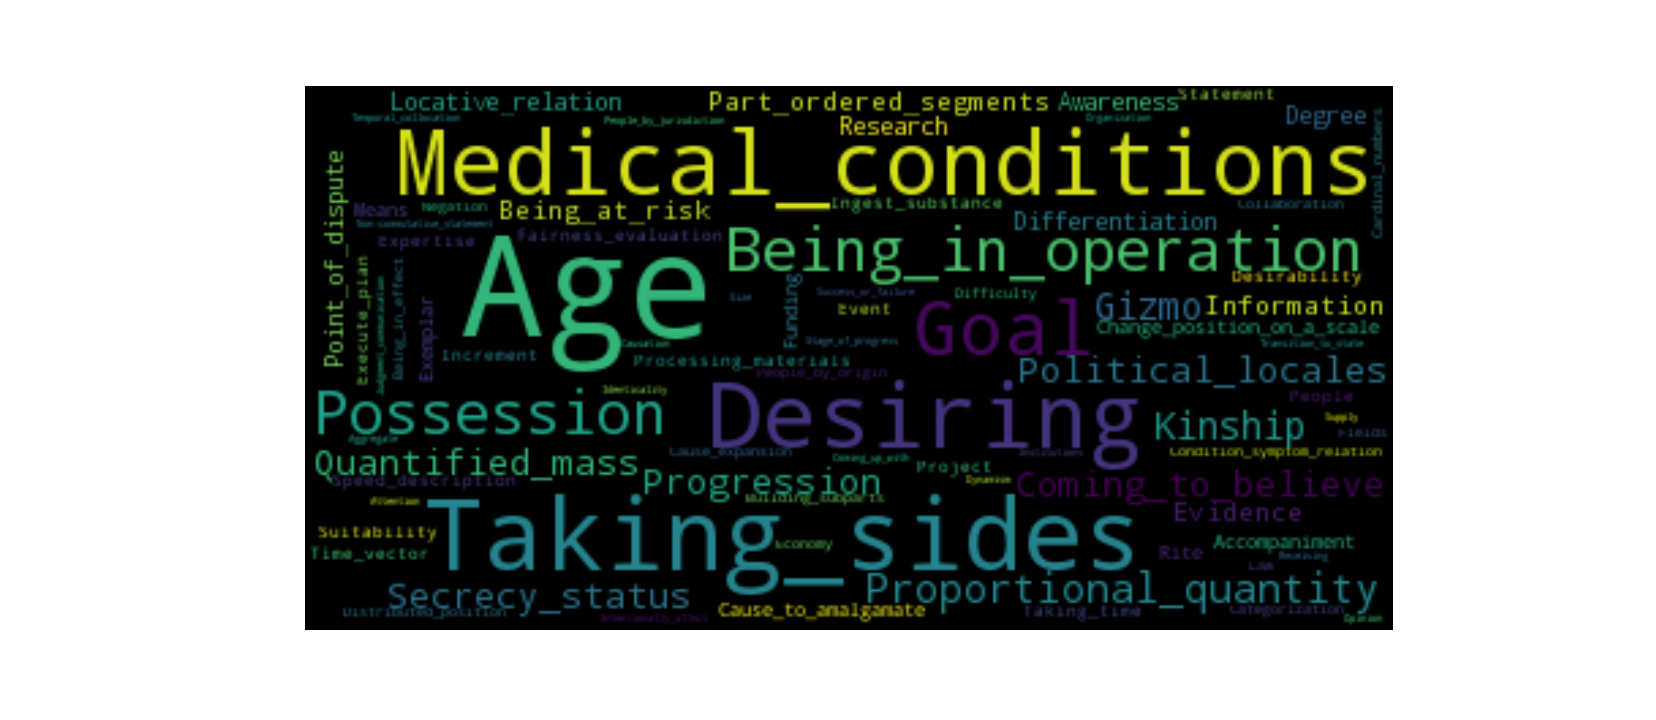 Locative_relation
Part_ordered_segments
Awareness
Statement
Temporal_collocation
People_by_jurisdiction
Research
Organization
Degree
Medical_conditions
Cardinal_numbers
Point_of_dispute
Means
Negation
Being_at_risk
Ingest_substance
Collaboration
Non-commutative_statement
Differentiation
Expertise
Fairness_evaluation
Age
Being_in_operation
Execute_plan
Being_in_effect
Exemplar
Desirability
Size
Funding
Success_or_failure
Difficulty
Event
Goal
Gizmo
Information
Change_position_on_a_scale
Stage_of_progress
Transition_to_state
Causation
Increment
Processing_materials
People_by_origin
Political_locales
Identicality
Possession
Desiring
People
Kinship
Supply
Fields
Aggregate
Cause_expansion
Coming_up_with
Institutions
Condition_symptom_relation
Quantified_mass
Project
Speed_description
Progression
Dynamism
Coming_to_believe
Attention
Building_subparts
Taking_sides
Evidence
Suitability
Time_vector
Economy
Rite
Accompaniment
Receiving
Law
Secrecy_status
Proportional_quantity
Distributed_position
Intentionally_affect
Cause_to_amalgamate
Taking_time
Categorization
Opinion